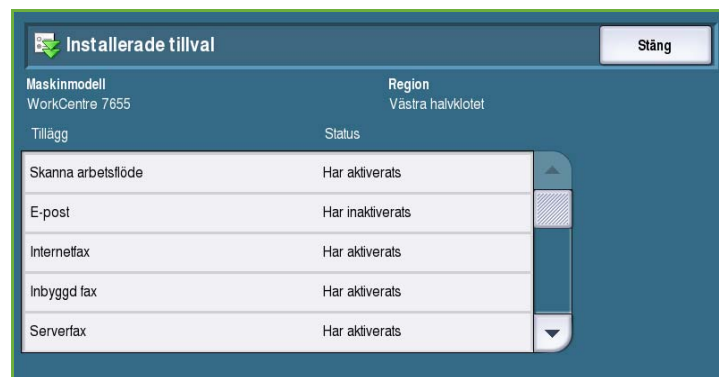 Installerade tillval
Stäng
Maskinmodell Region
WorkCentre 7655 Västra halvklotet
Tillägg Status
Skanna arbetsflöde Har aktiverats
E-post Har inaktiverats
Internetfax Har aktiverats
Inbyggd fax Har aktiverats
Serverfax Har aktiverats